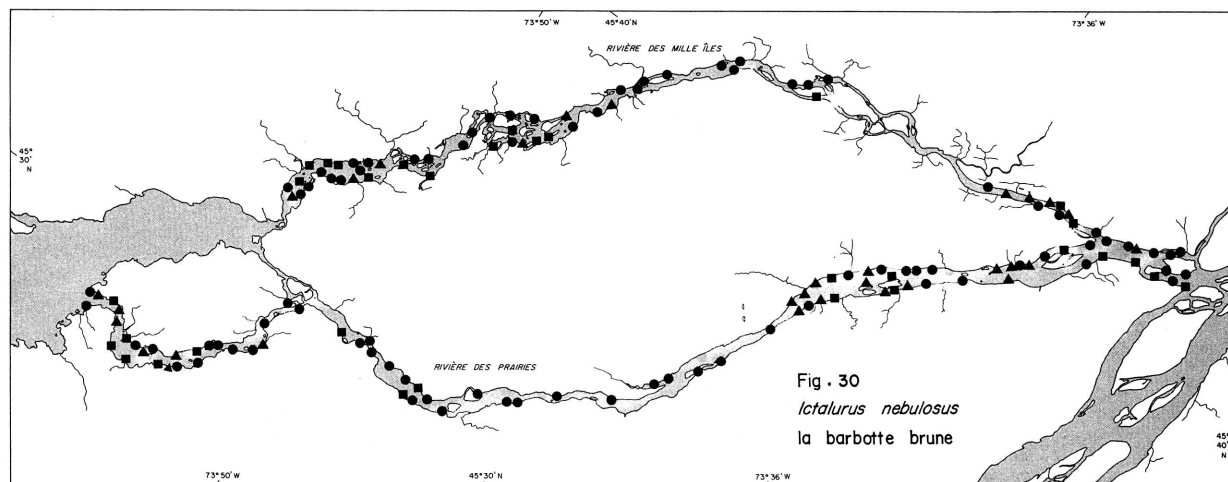 73°50'W 45°40' 73°36'W
RIVIÈRE DES MILLE ÎLES
45°
30'
N
RIVIÈRE DES PRAIRIES
Fig. 30
Ictalurus nebulosus
la barbotte brune
45°
40'
N
73°50'W 45°30'N 73°36'W